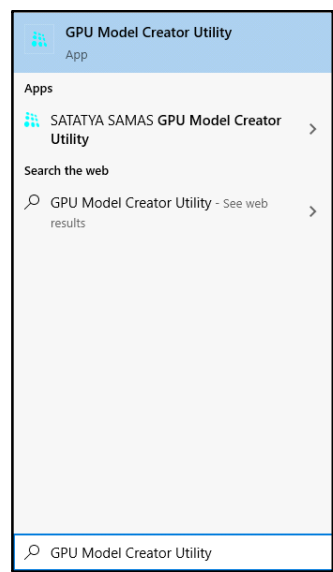 GPU Model Creator Utility
App
Apps
SATATYA SAMAS GPU Model Creator
Utility
Search the web
GPU Model Creator Utility - See web
results
GPU Model Creator Utility